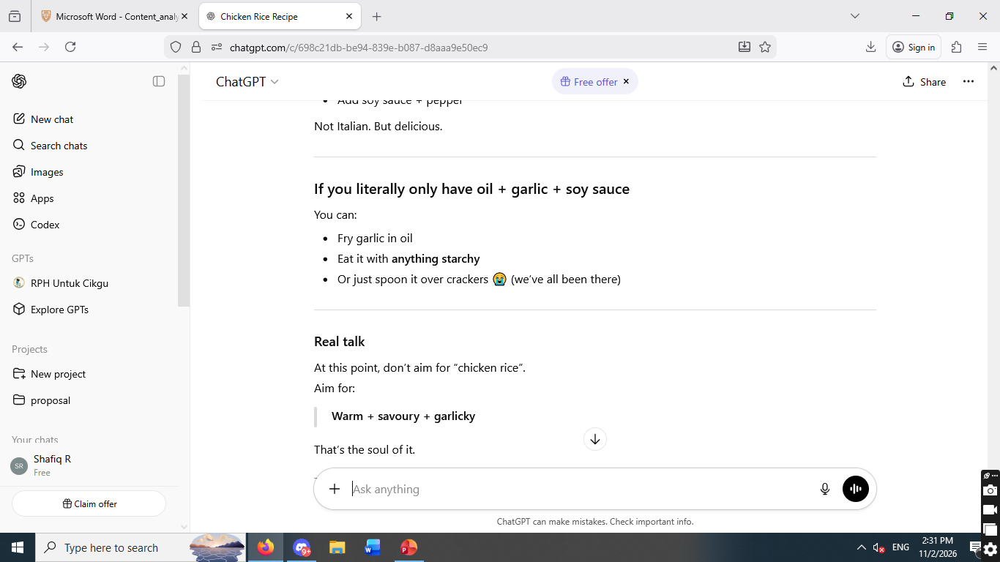 Microsoft Word - Content_analy
Chicken Rice Recipe
chatgpt.com/c/698c21db-be94-839e-b087-d8aaa9e50ec9
Sign in
ChatGPT
Free offer
Share
New chat
Search chats
Images
Apps
Codex
GPTs
RPH Untuk Cikgu
Explore GPTs
Projects
New project
proposal
Your chats
SR
Shafiq R
Free
Claim offer
• Add soy sauce + pepper
Not Italian. But delicious.
If you literally only have oil + garlic + soy sauce
You can:
• Fry garlic in oil
• Eat it with anything starchy
• Or just spoon it over crackers 😭 (we’ve all been there)
Real talk
At this point, don’t aim for “chicken rice”.
Aim for:
Warm + savoury + garlicky
That’s the soul of it.
Ask anything
ChatGPT can make mistakes. Check important info.
Type here to search
9+
ENG
2:31 PM
11/2/2026